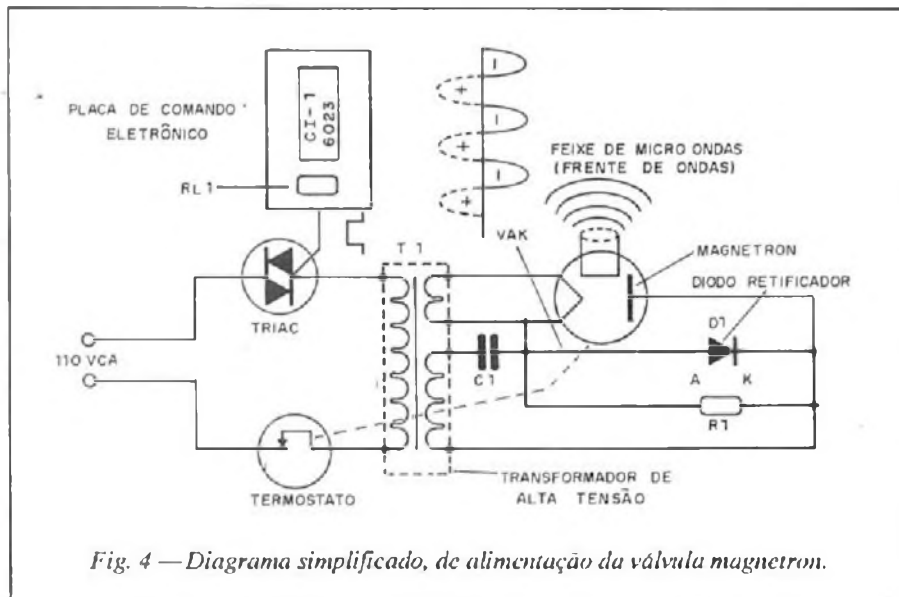 PLACA DE COMANDO
ELETRÔNICO
CI-1
6023
RL1
FEIXE DE MICRO ONDAS
(FRENTE DE ONDAS)
VAK
MAGNETRON
DIODO RETIFICADOR
T1
TRIAC
D1
110 VCA
C1
A K
R1
TERMOSTATO
TRANSFORMADOR DE
ALTA TENSÃO
Fig. 4 — Diagrama simplificado, de alimentação da válvula magnetron.